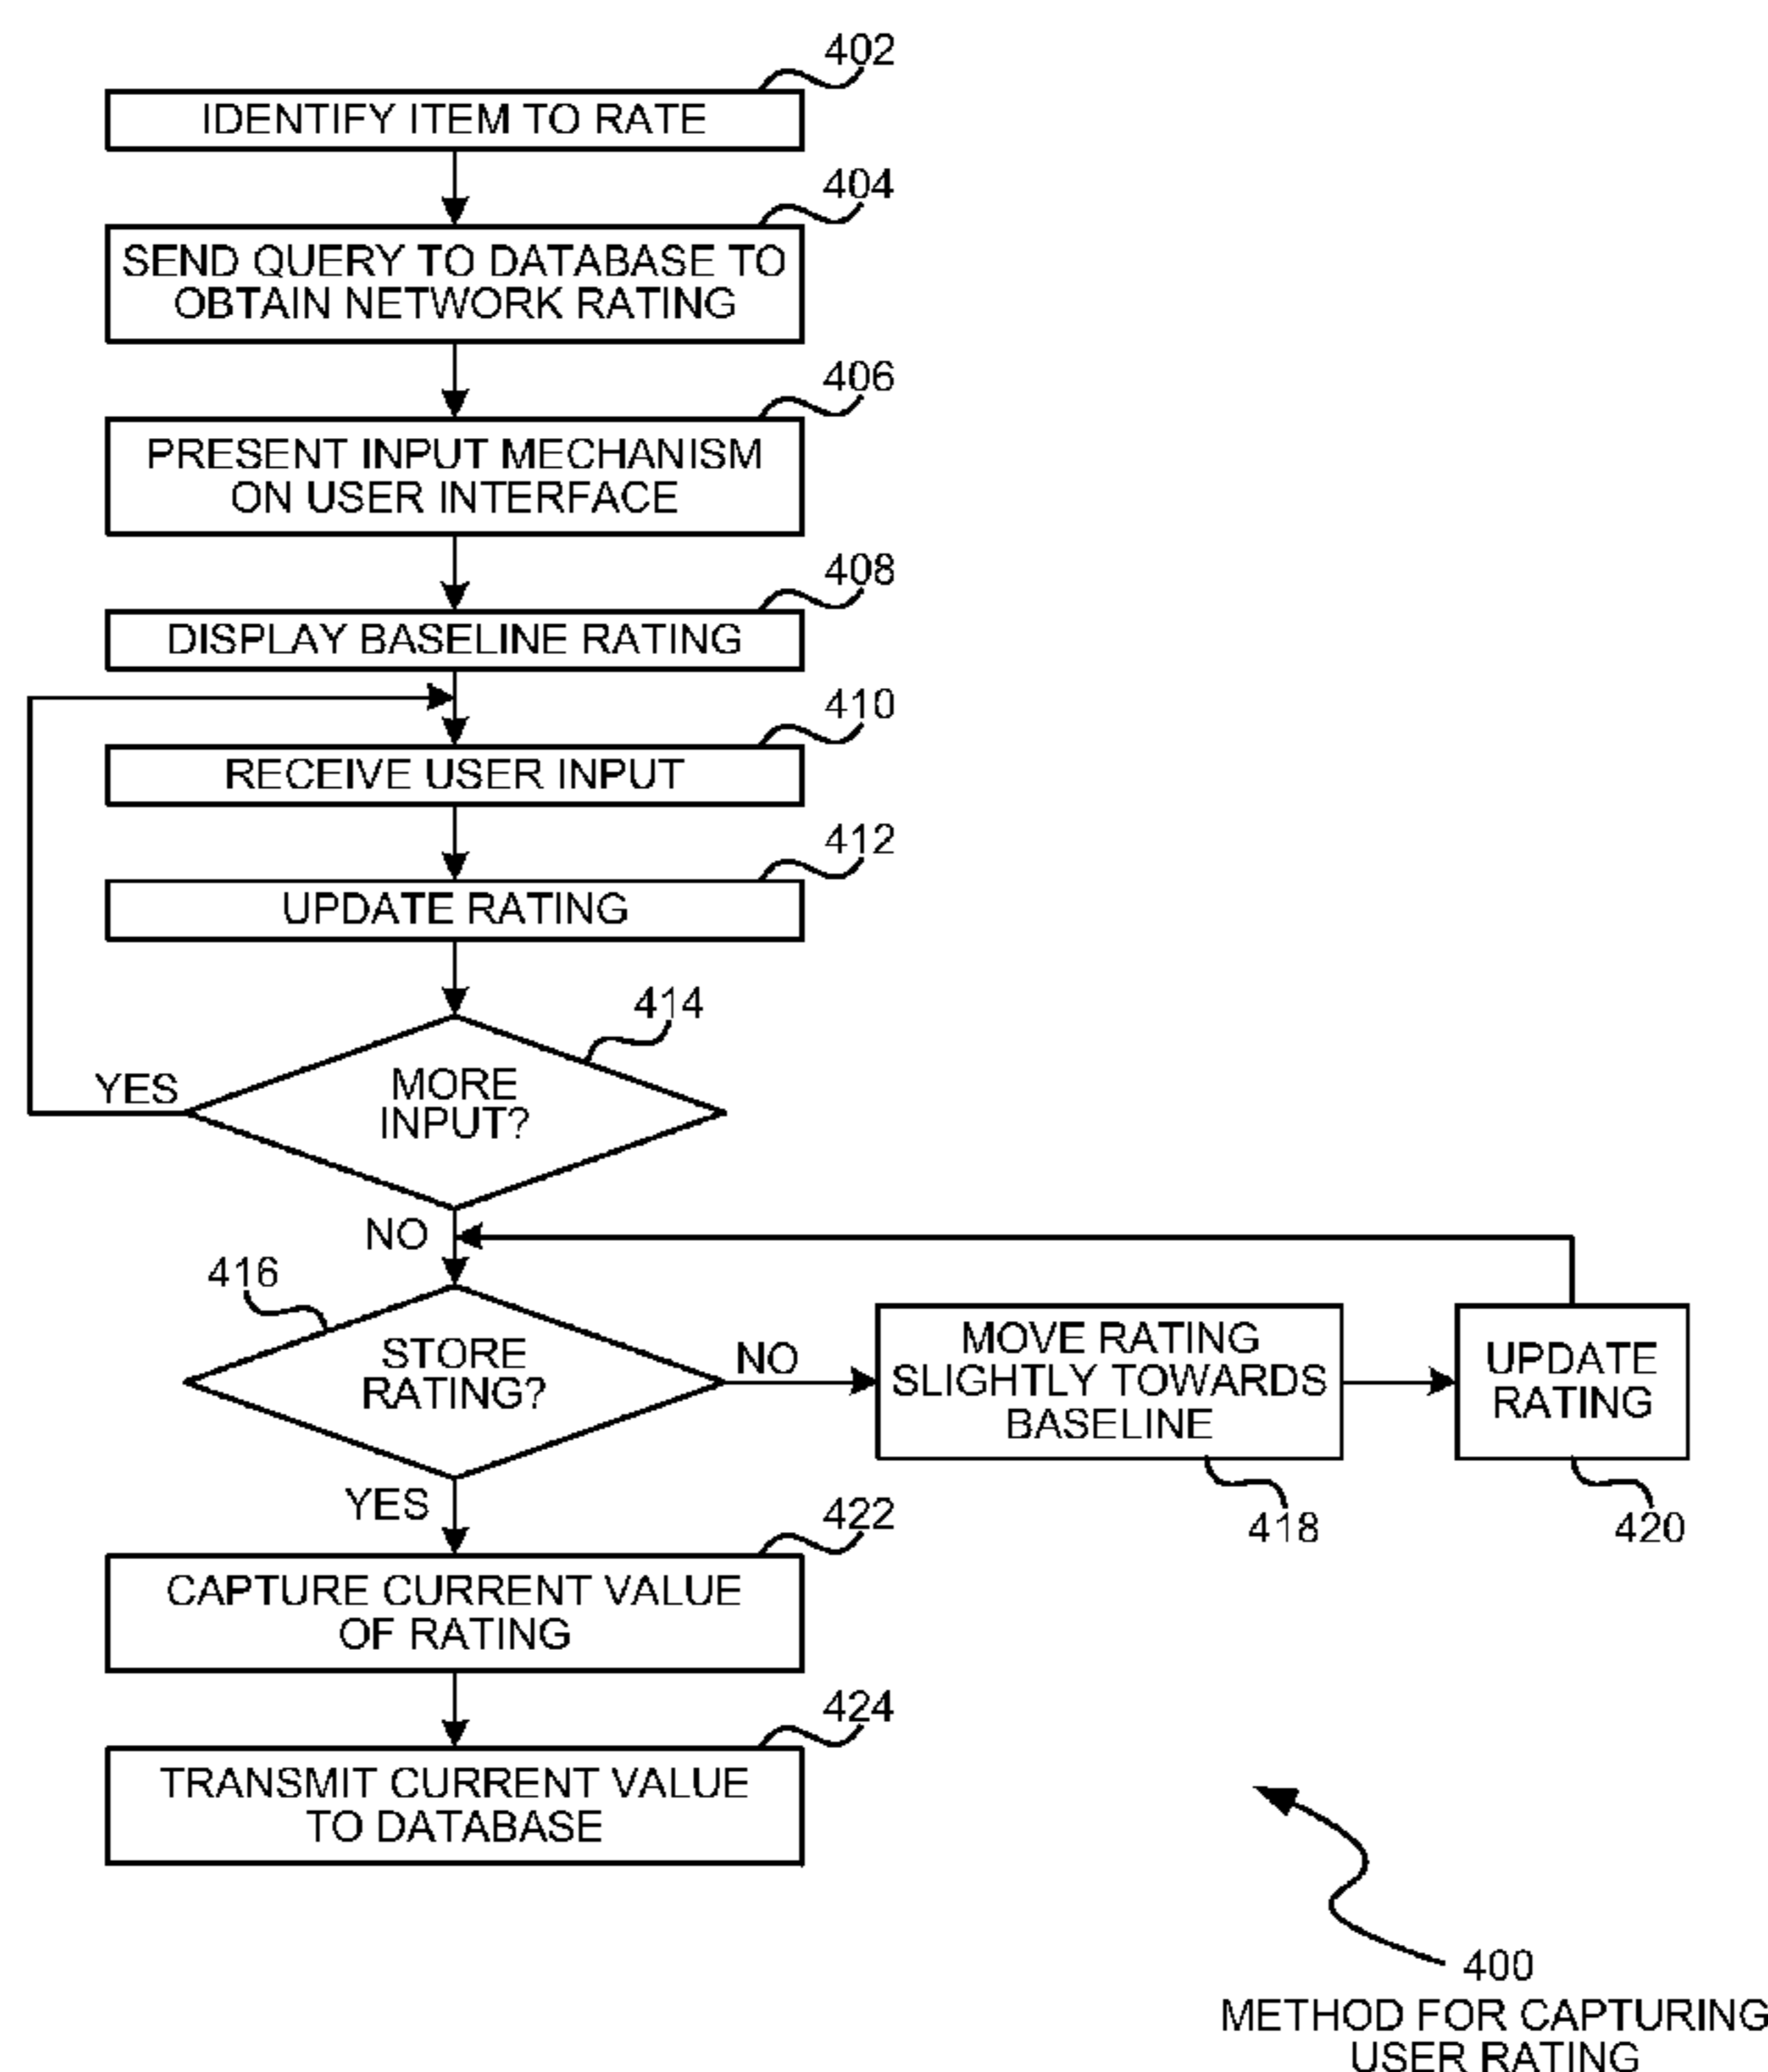 402
IDENTIFY ITEM TO RATE
404
SEND QUERY TO DATABASE TO
OBTAIN NETWORK RATING
406
PRESENT INPUT MECHANISM
ON USER INTERFACE
408
DISPLAY BASELINE RATING
410
RECEIVE USER INPUT
412
UPDATE RATING
414
MORE
INPUT?
YES
NO
416
STORE
RATING?
NO
MOVE RATING
SLIGHTLY TOWARDS
BASELINE
418
UPDATE
RATING
420
YES
422
CAPTURE CURRENT VALUE
OF RATING
424
TRANSMIT CURRENT VALUE
TO DATABASE
400
METHOD FOR CAPTURING
USER RATING